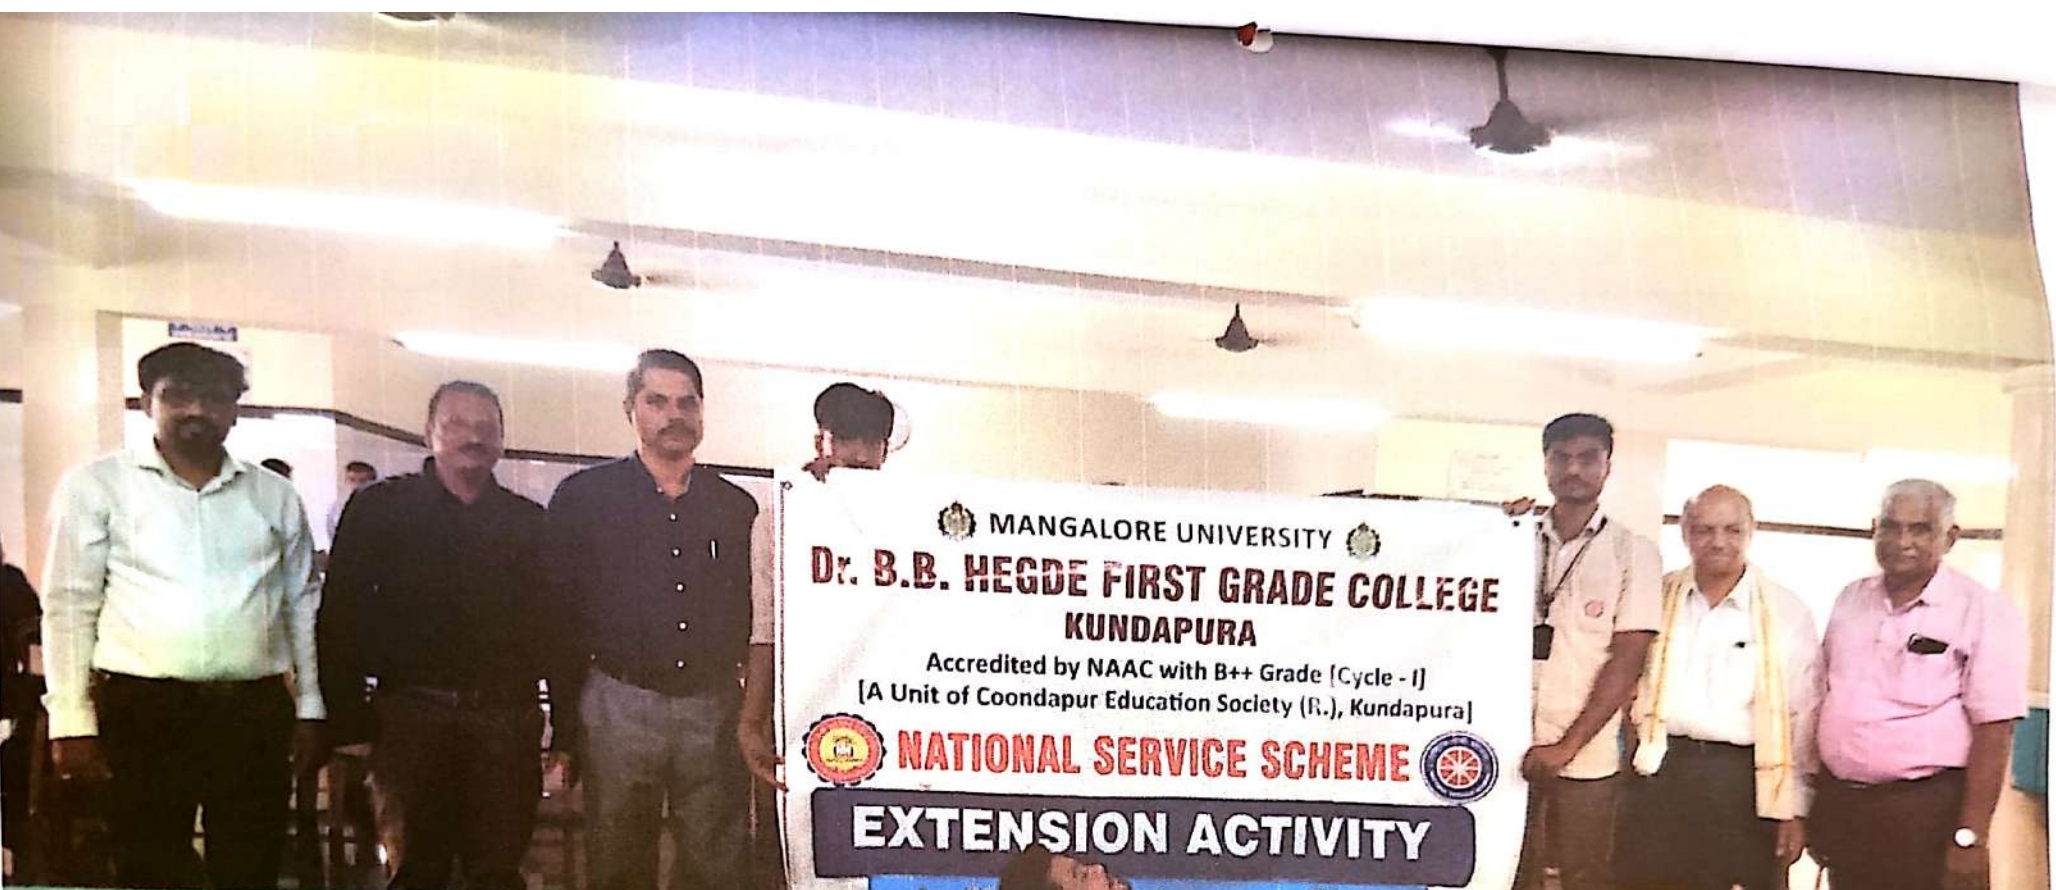 MANGALORE UNIVERSITY
Dr. B.B. HEGDE FIRST GRADE COLLEGE
KUNDAPURA
Accredited by NAAC with B++ Grade [Cycle - I]
[A Unit of Coondapur Education Society (R.), Kundapura]
NATIONAL SERVICE SCHEME
EXTENSION ACTIVITY